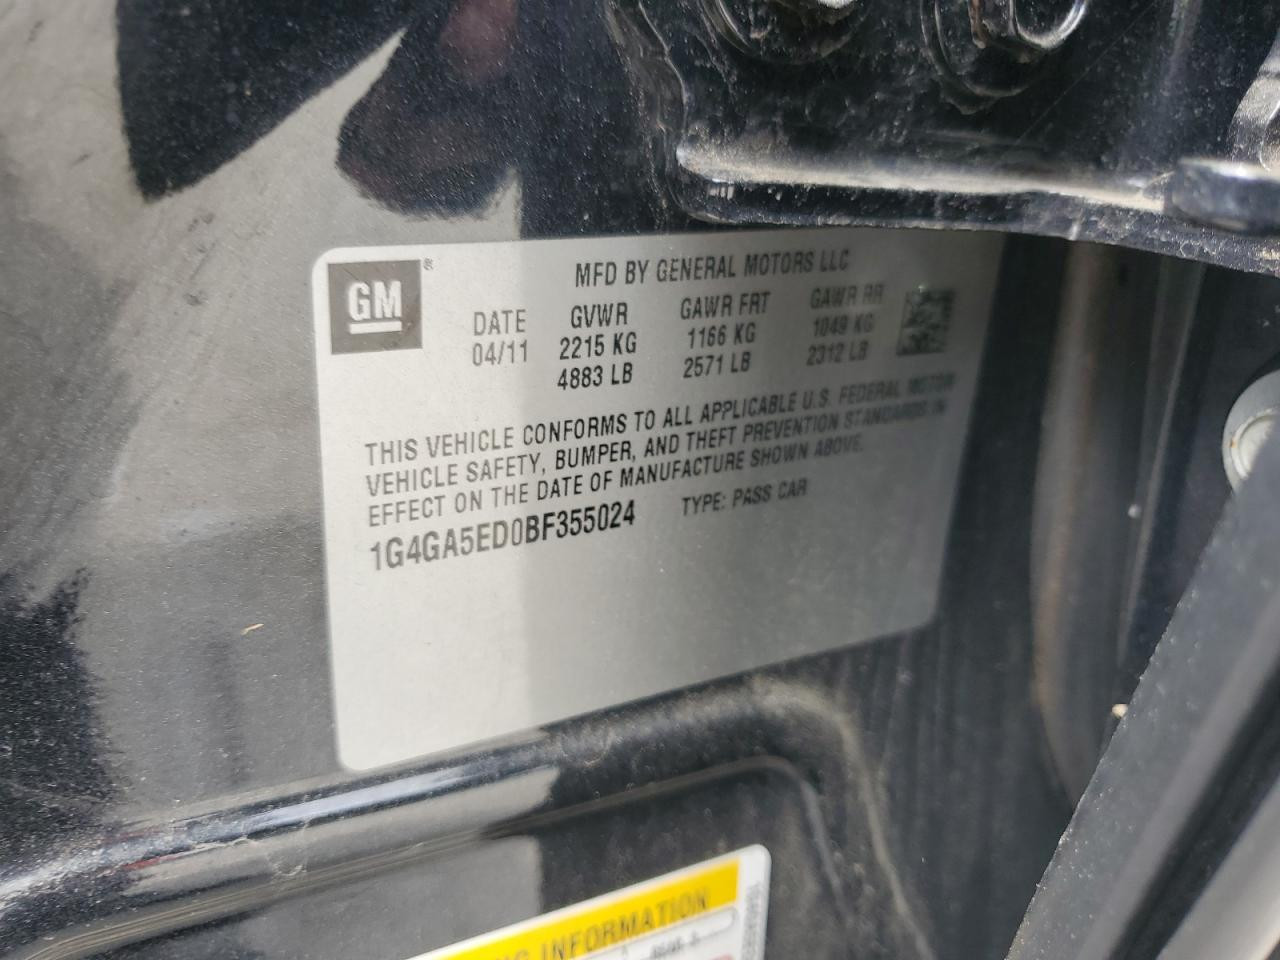 GM ®
MFD BY GENERAL MOTORS LLC
DATE GVWR GAWR FRT GAWR RR
04/11 2215 KG 1166 KG 1049 KG
4883 LB 2571 LB 2312 LB
THIS VEHICLE CONFORMS TO ALL APPLICABLE U.S. FEDERAL MOTOR
VEHICLE SAFETY, BUMPER, AND THEFT PREVENTION STANDARDS IN
EFFECT ON THE DATE OF MANUFACTURE SHOWN ABOVE.
1G4GA5ED0BF355024 TYPE: PASS CAR
INFORMATION